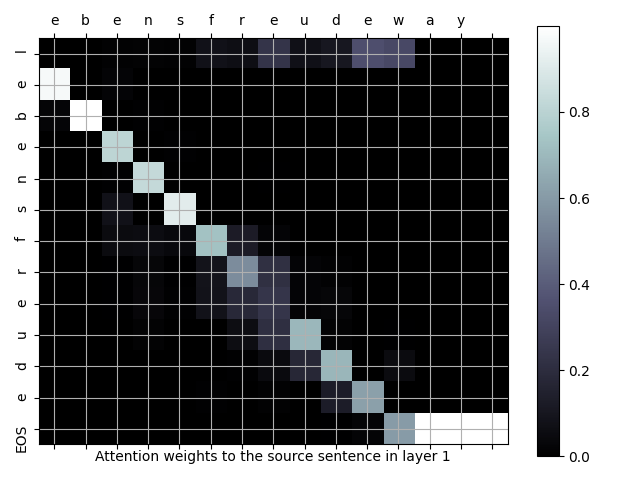 e b e n s f r e u d e w a y
l
e
b
e
n
s
f
r
e
u
d
e
EOS
0.8
0.6
0.4
0.2
0.0
Attention weights to the source sentence in layer 1